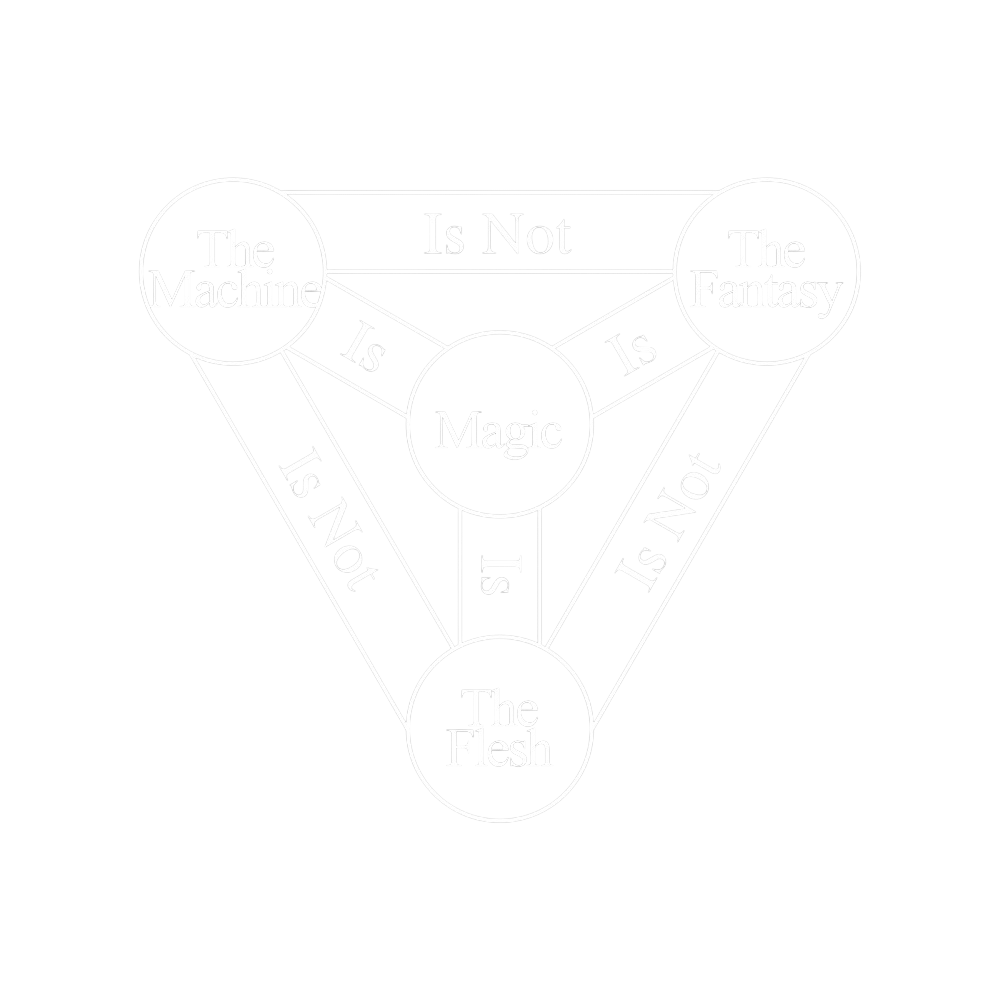 Is Not
The
Machine
The
Fantasy
Is
Is
Magic
Is Not
Is Not
Is
The
Flesh